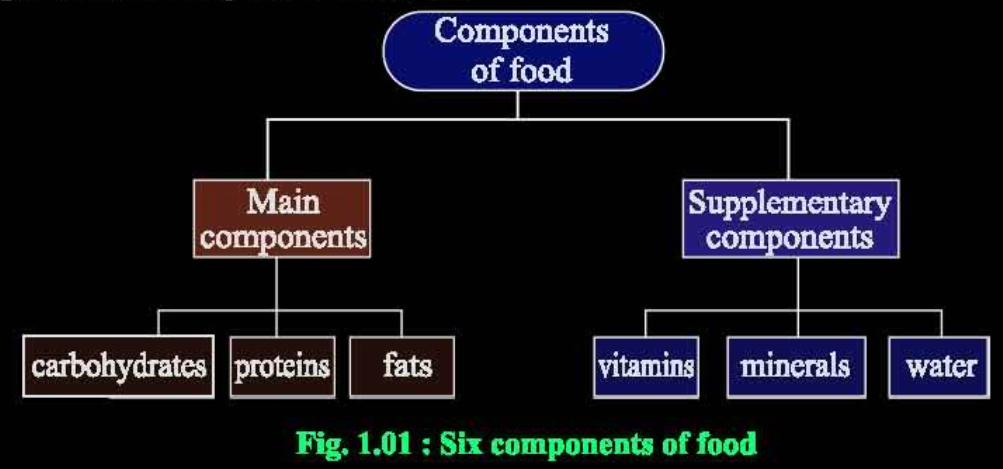 Components
of food
Main
components
Supplementary
components
carbohydrates
proteins
fats
vitamins
minerals
water
Fig. 1.01 : Six components of food